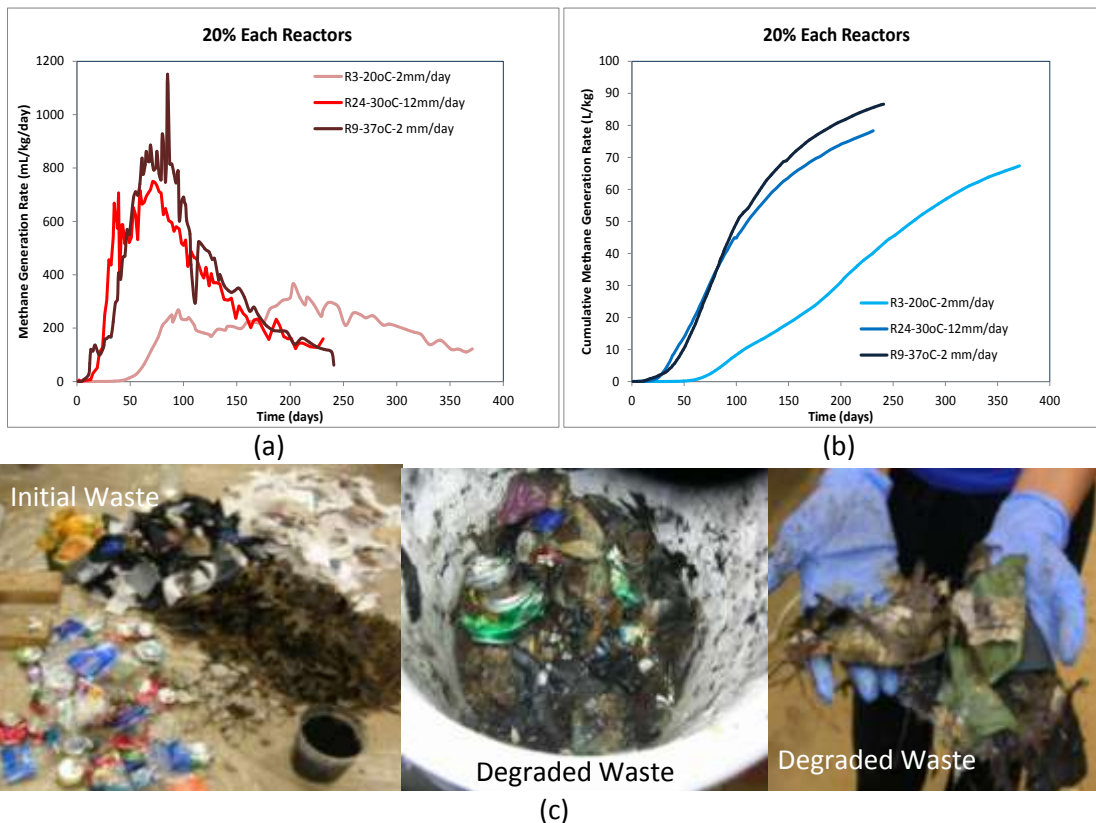 20% Each Reactors
1200
1000
800
600
400
200
0
Methane Generation Rate (mL/kg/day)
R3-20oC-2mm/day
R24-30oC-12mm/day
R9-37oC-2 mm/day
0 50 100 150 200 250 300 350 400
Time (days)
(a)
20% Each Reactors
100
90
80
70
60
50
40
30
20
10
0
Cumulative Methane Generation Rate (L/kg)
R3-20oC-2mm/day
R24-30oC-12mm/day
R9-37oC-2 mm/day
0 50 100 150 200 250 300 350 400
Time (days)
(b)
Initial Waste
Degraded Waste
Degraded Waste
(c)